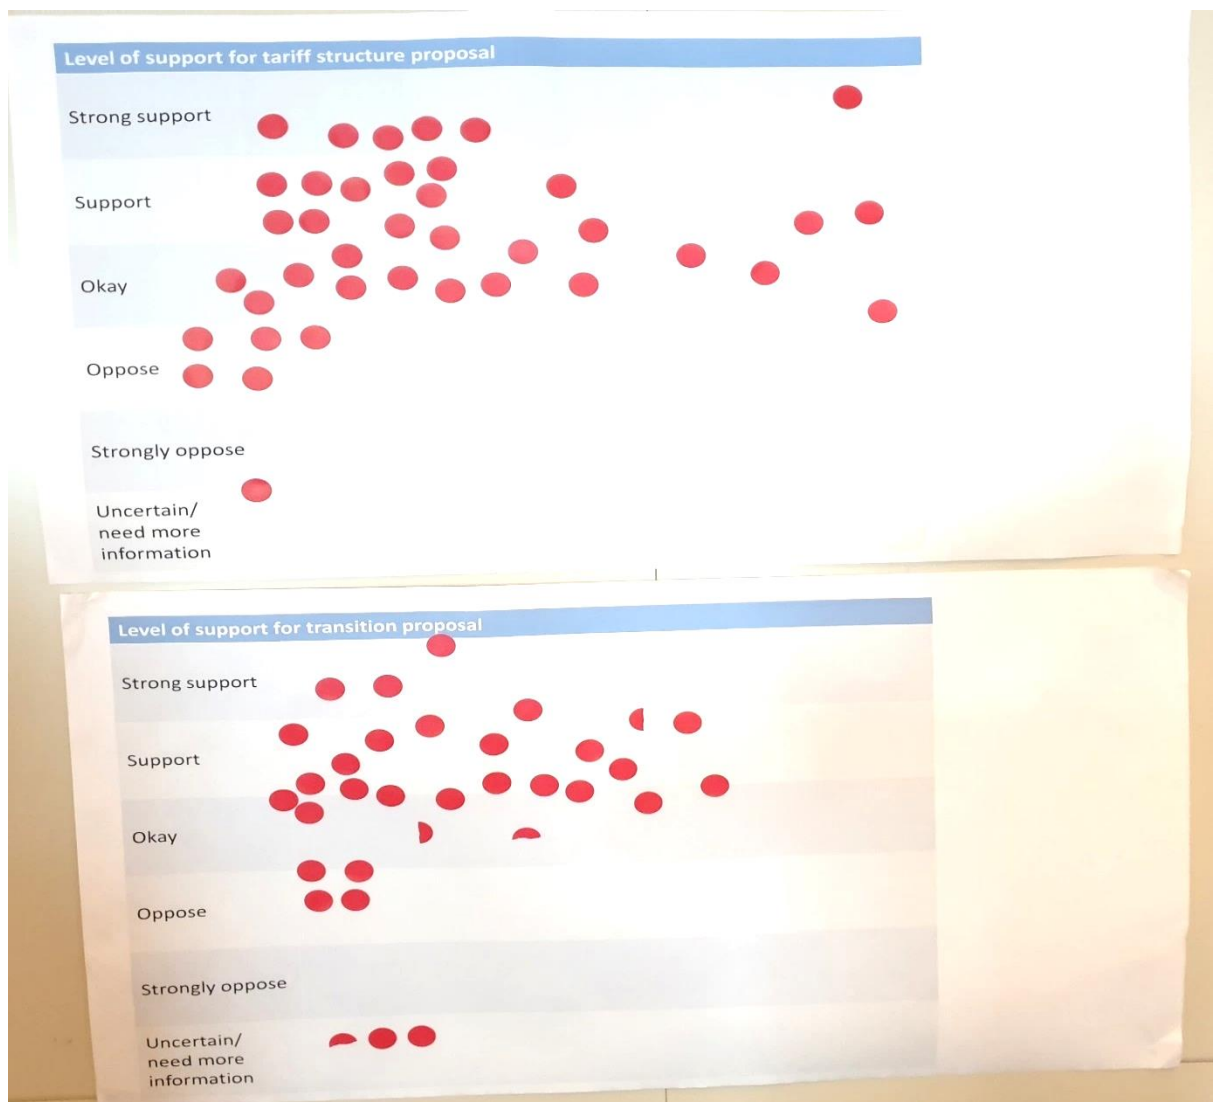 Level of support for tariff structure proposal
Strong support
Support
Okay
Oppose
Strongly oppose
Uncertain/
need more
information
Level of support for transition proposal
Strong support
Support
Okay
Oppose
Strongly oppose
Uncertain/
need more
information